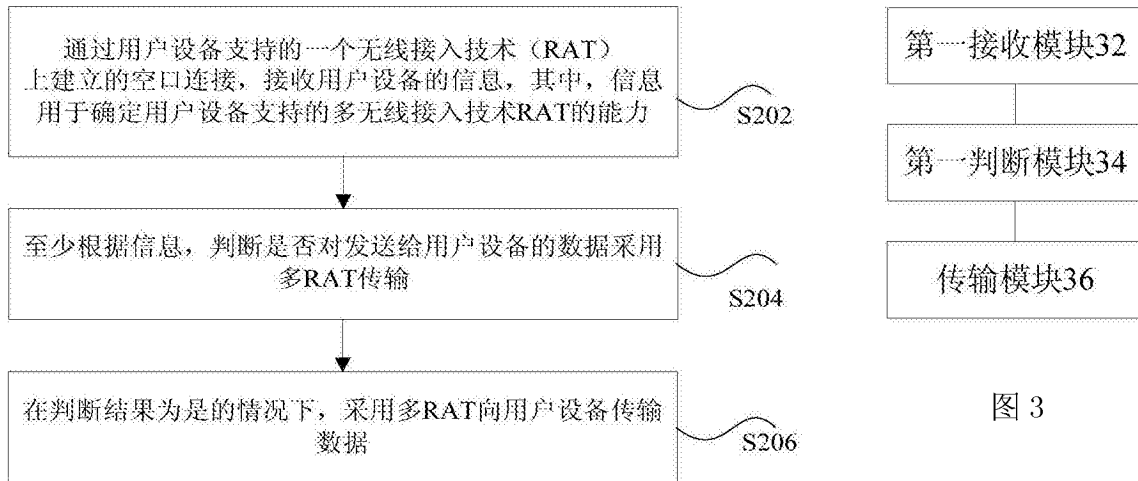 通过用户设备支持的一个无线接入技术（RAT）
上建立的空口连接，接收用户设备的信息，其中，信息
用于确定用户设备支持的多无线接入技术RAT的能力
S202
至少根据信息，判断是否对发送给用户设备的数据采用
多RAT传输
S204
在判断结果为是的情况下，采用多RAT向用户设备传输
数据
S206
第一接收模块32
第一判断模块34
传输模块36
图 3